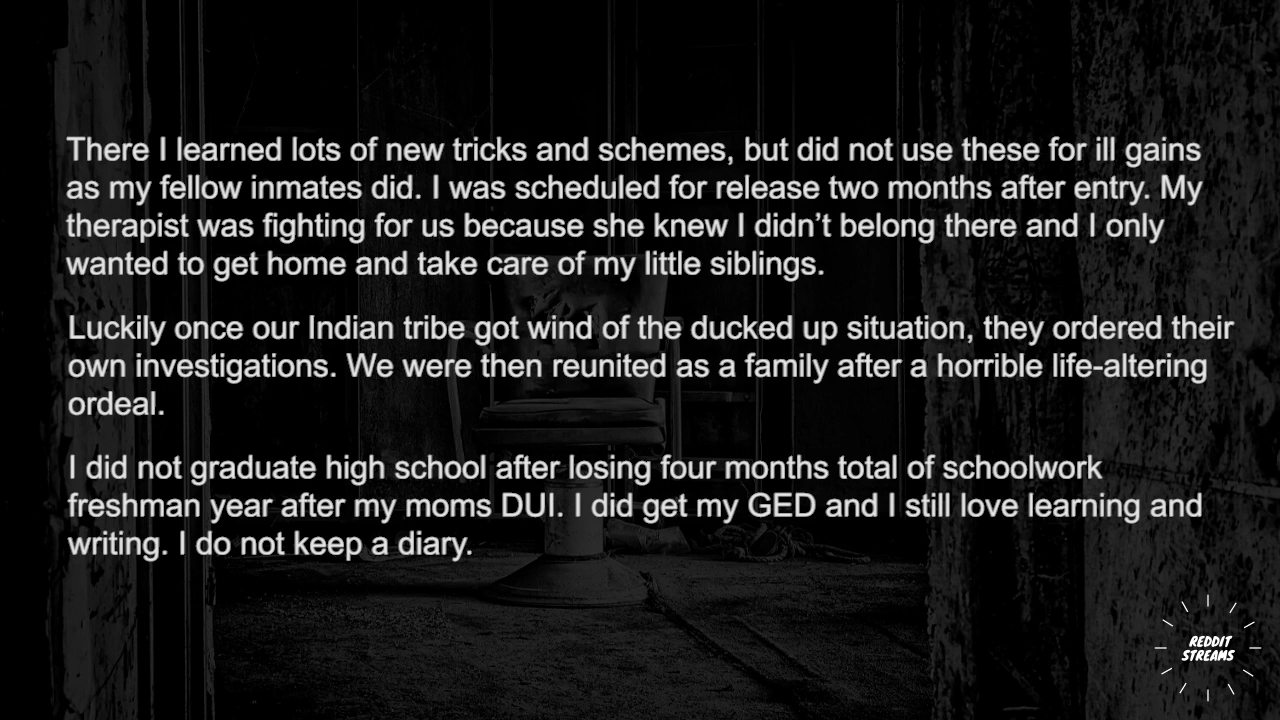 There I learned lots of new tricks and schemes, but did not use these for ill gains
as my fellow inmates did. I was scheduled for release two months after entry. My
therapist was fighting for us because she knew I didn’t belong there and I only
wanted to get home and take care of my little siblings.
Luckily once our Indian tribe got wind of the ducked up situation, they ordered their
own investigations. We were then reunited as a family after a horrible life-altering
ordeal.
I did not graduate high school after losing four months total of schoolwork
freshman year after my moms DUI. I did get my GED and I still love learning and
writing. I do not keep a diary.
REDDIT
STREAMS